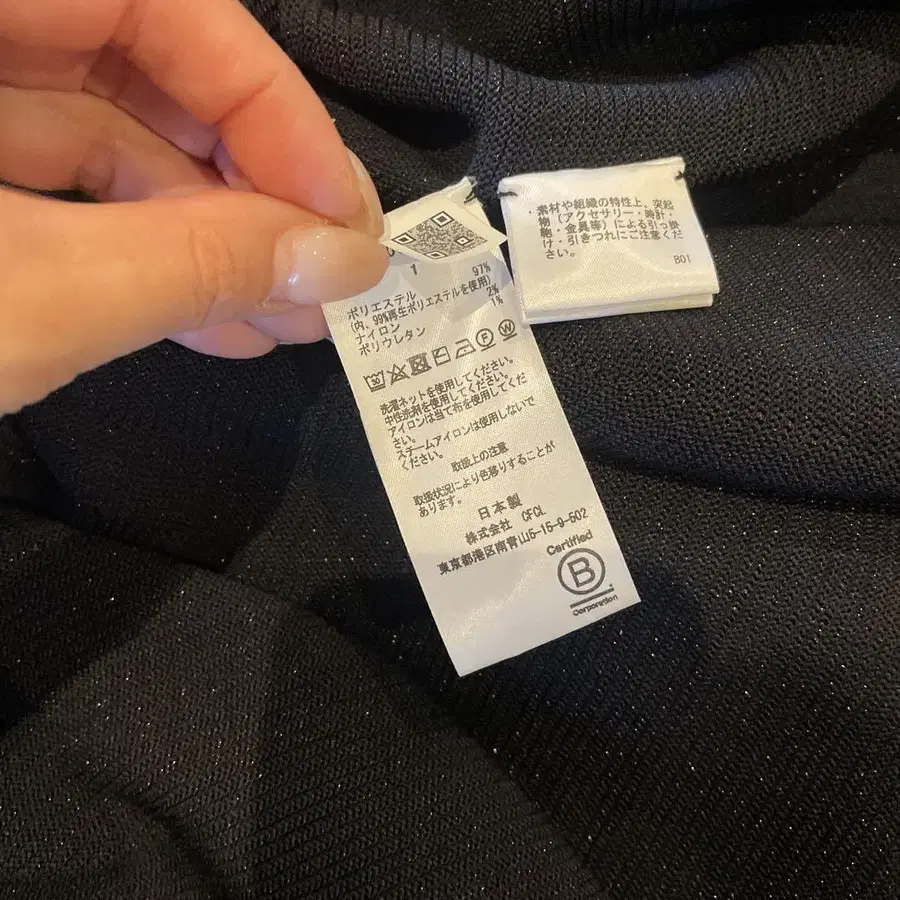 1
ポリエステル 97%
(内、99%再生ポリエステルを使用)
ナイロン 2%
ポリウレタン 1%
30 F W
洗濯ネットを使用してください。
中性洗剤を使用してください。
アイロンは当て布を使用してくだ
さい。
スチームアイロンは使用しないで
ください。
取扱上の注意
取扱状況により色移りすることが
あります。
日本製
株式会社 CFCL
東京都港区南青山5-15-9-502
Certified
B
Corporation
・素材や組織の特性上、突起
物（アクセサリー・時計・
鞄・金具等）による引っ掛
け・引きつれにご注意くだ
さい。
B01